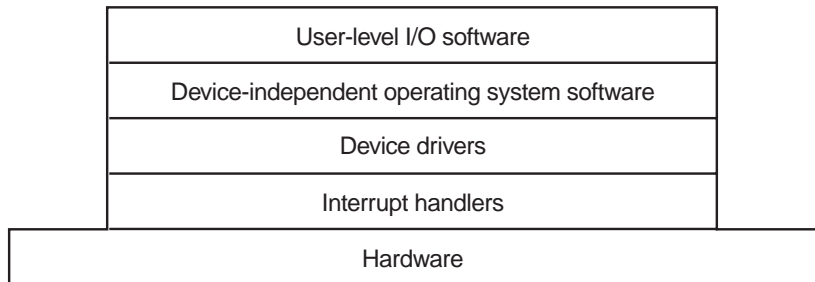 User-level I/O software
Device-independent operating system software
Device drivers
Interrupt handlers
Hardware